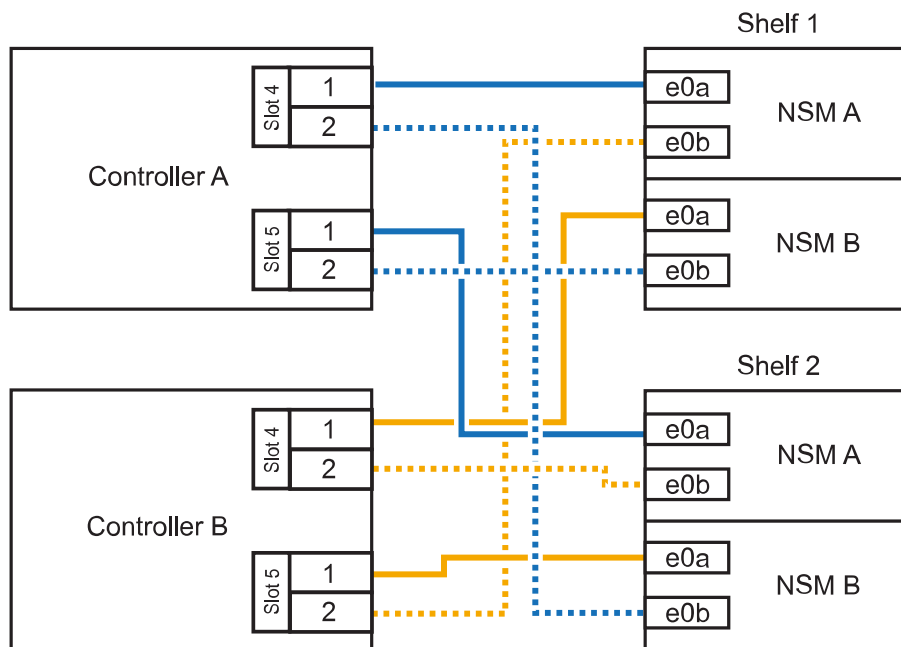 Shelf 1
Controller A
Slot 4
1
2
Slot 5
1
2
e0a
e0b
NSM A
e0a
e0b
NSM B
Shelf 2
Controller B
Slot 4
1
2
Slot 5
1
2
e0a
e0b
NSM A
e0a
e0b
NSM B